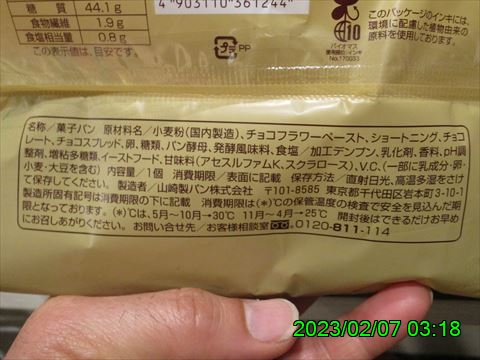 糖質 44.1g
食物繊維 1.9g
食塩相当量 0.8g
この表示値は、目安です。
4 903110 361244
プラ PP
10
バイオマス
No.170033
このパッケージのインキには、
環境に配慮した植物由来の
原料を使用しております。
名称／菓子パン 原材料名／小麦粉(国内製造)、チョコフラワーペースト、ショートニング、チョコ
レート、チョコスプレッド、卵、糖類、パン酵母、発酵風味料、食塩／加工デンプン、乳化剤、香料、pH調
整剤、増粘多糖類、イーストフード、甘味料(アセスルファムK、スクラロース)、V.C、(一部に乳成分・卵・
小麦・大豆を含む) 内容量／1個 消費期限／表面に記載 保存方法／直射日光、高温多湿をさけ
て保存してください。 製造者／山崎製パン株式会社 〒101-8585 東京都千代田区岩本町3-10-1
製造所固有記号は消費期限の下に記載 消費期限は(＊)℃の保管温度の検査で安全を見込んだ期
限となっております。(＊)℃は、5月～10月→30℃ 11月～4月→25℃ 開封後はできるだけお早め
にお召しあがりください。 お問い合せ先／お客様相談室 0120-811-114
2023/02/07 03:18